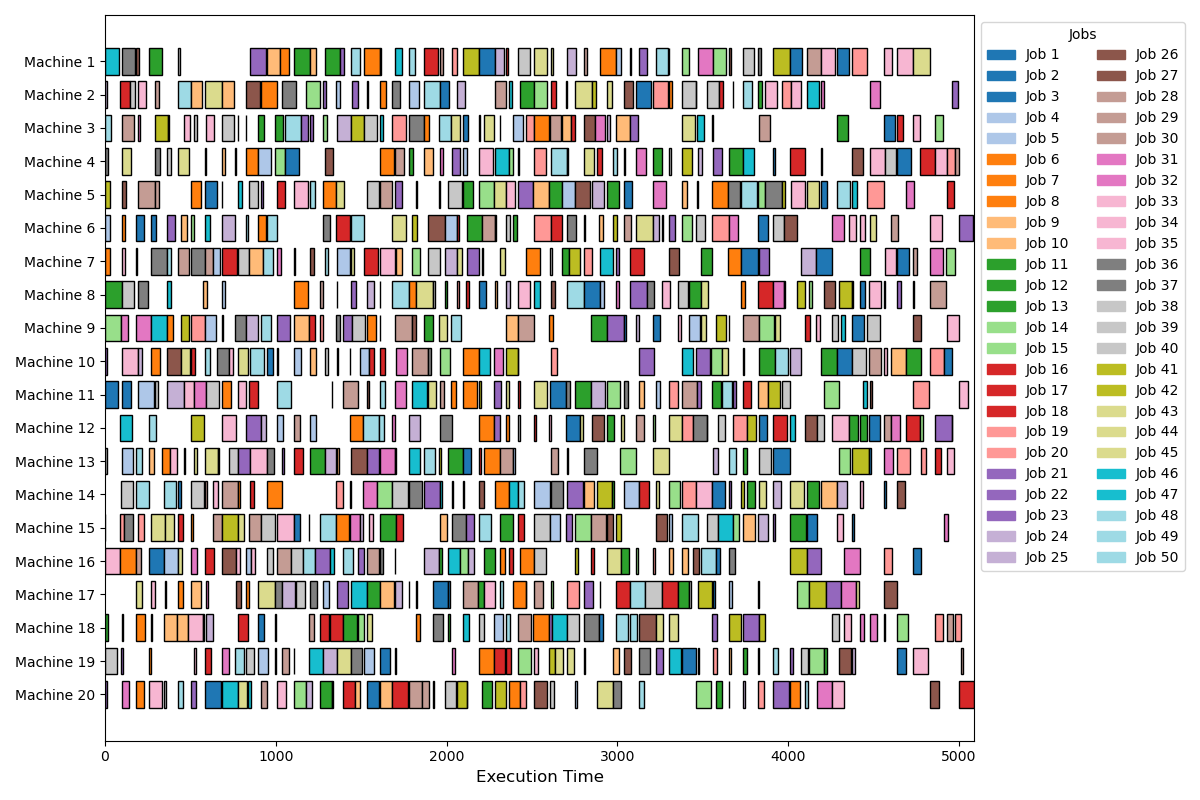 Machine 1
Machine 2
Machine 3
Machine 4
Machine 5
Machine 6
Machine 7
Machine 8
Machine 9
Machine 10
Machine 11
Machine 12
Machine 13
Machine 14
Machine 15
Machine 16
Machine 17
Machine 18
Machine 19
Machine 20
0 1000 2000 3000 4000 5000
Execution Time
Jobs
Job 1
Job 2
Job 3
Job 4
Job 5
Job 6
Job 7
Job 8
Job 9
Job 10
Job 11
Job 12
Job 13
Job 14
Job 15
Job 16
Job 17
Job 18
Job 19
Job 20
Job 21
Job 22
Job 23
Job 24
Job 25
Job 26
Job 27
Job 28
Job 29
Job 30
Job 31
Job 32
Job 33
Job 34
Job 35
Job 36
Job 37
Job 38
Job 39
Job 40
Job 41
Job 42
Job 43
Job 44
Job 45
Job 46
Job 47
Job 48
Job 49
Job 50